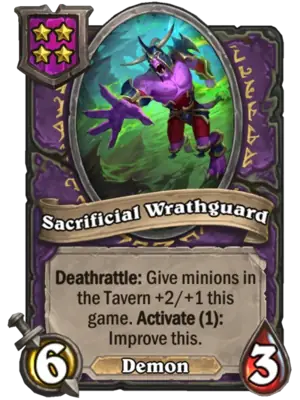 Sacrificial Wrathguard
Deathrattle: Give minions in
the Tavern +2/+1 this
game. Activate (1):
Improve this.
6
Demon
3